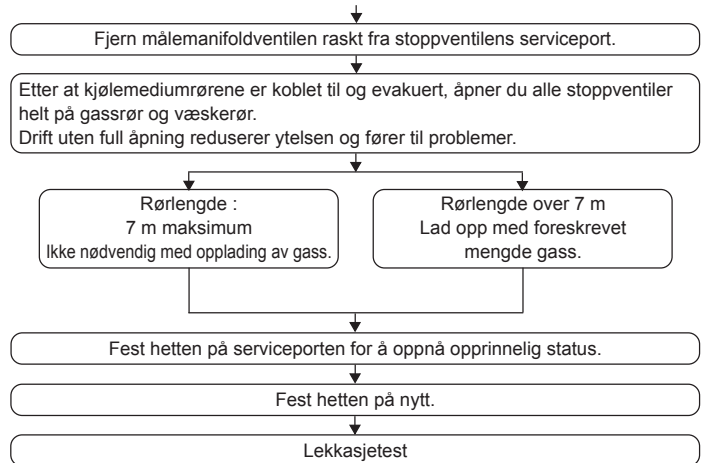 Fjern målemanifoldventilen raskt fra stoppventilens serviceport.
Etter at kjølemediumrørene er koblet til og evakuert, åpner du alle stoppventiler
helt på gassrør og væskerør.
Drift uten full åpning reduserer ytelsen og fører til problemer.
Rørlengde :
7 m maksimum
Ikke nødvendig med opplading av gass.
Rørlengde over 7 m
Lad opp med foreskrevet
mengde gass.
Fest hetten på serviceporten for å oppnå opprinnelig status.
Fest hetten på nytt.
Lekkasjetest